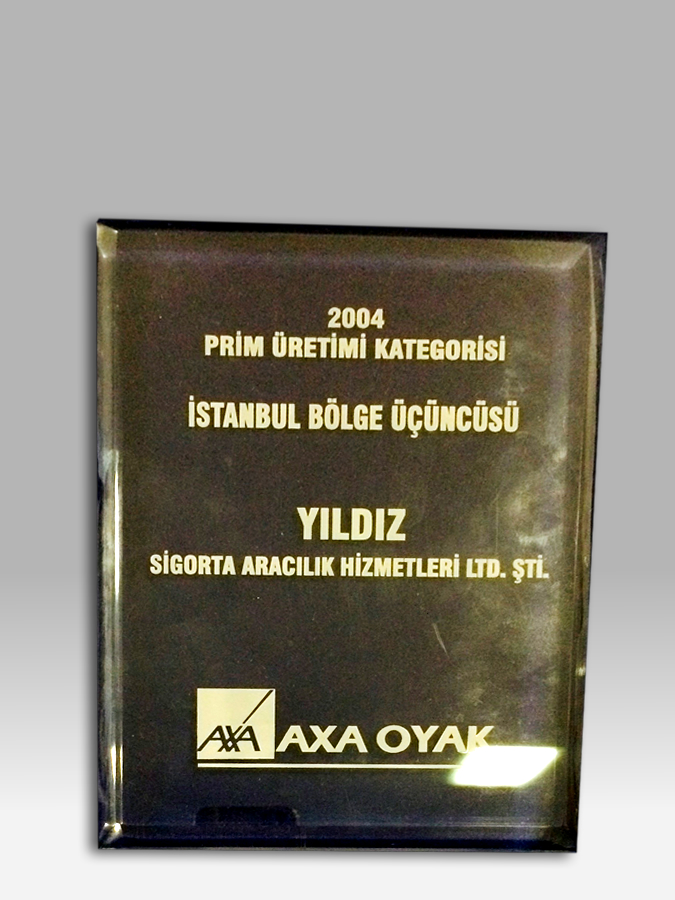 2004
PRİM ÜRETİMİ KATEGORİSİ
İSTANBUL BÖLGE ÜÇÜNCÜSÜ
YILDIZ
SİGORTA ARACILIK HİZMETLERİ LTD. ŞTİ.
AXA AXA OYAK